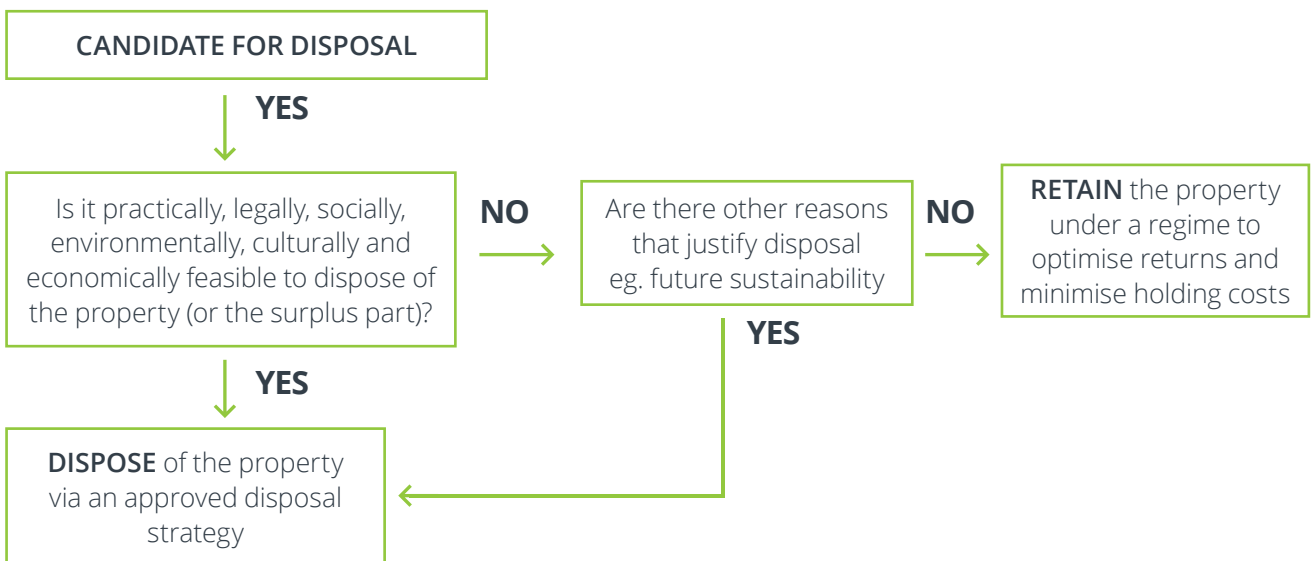 CANDIDATE FOR DISPOSAL
YES
Is it practically, legally, socially,
environmentally, culturally and
economically feasible to dispose of
the property (or the surplus part)?
NO
Are there other reasons
that justify disposal
eg. future sustainability
NO
RETAIN the property
under a regime to
optimise returns and
minimise holding costs
YES
YES
DISPOSE of the property
via an approved disposal
strategy